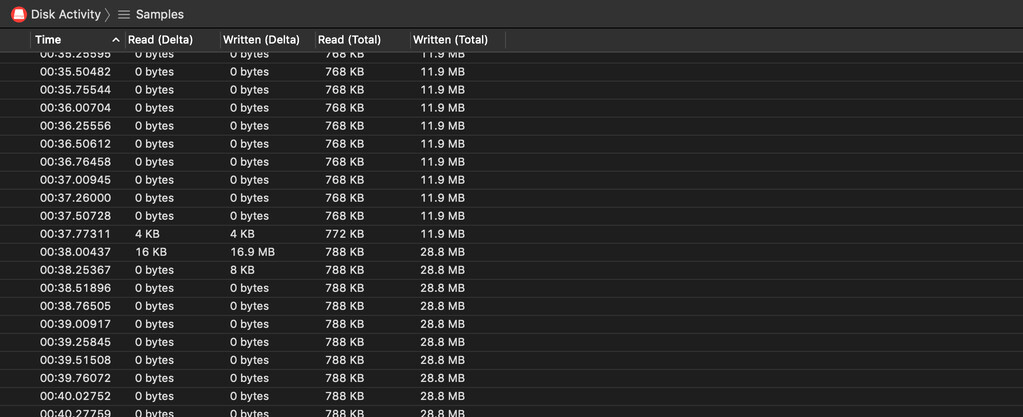 Disk Activity Samples
Time Read (Delta) Written (Delta) Read (Total) Written (Total)
00:35.25595 0 bytes 0 bytes 768 KB 11.9 MB
00:35.50482 0 bytes 0 bytes 768 KB 11.9 MB
00:35.75544 0 bytes 0 bytes 768 KB 11.9 MB
00:36.00704 0 bytes 0 bytes 768 KB 11.9 MB
00:36.25556 0 bytes 0 bytes 768 KB 11.9 MB
00:36.50612 0 bytes 0 bytes 768 KB 11.9 MB
00:36.76458 0 bytes 0 bytes 768 KB 11.9 MB
00:37.00945 0 bytes 0 bytes 768 KB 11.9 MB
00:37.26000 0 bytes 0 bytes 768 KB 11.9 MB
00:37.50728 0 bytes 0 bytes 768 KB 11.9 MB
00:37.77311 4 KB 4 KB 772 KB 11.9 MB
00:38.00437 16 KB 16.9 MB 788 KB 28.8 MB
00:38.25367 0 bytes 8 KB 788 KB 28.8 MB
00:38.51896 0 bytes 0 bytes 788 KB 28.8 MB
00:38.76505 0 bytes 0 bytes 788 KB 28.8 MB
00:39.00917 0 bytes 0 bytes 788 KB 28.8 MB
00:39.25845 0 bytes 0 bytes 788 KB 28.8 MB
00:39.51508 0 bytes 0 bytes 788 KB 28.8 MB
00:39.76072 0 bytes 0 bytes 788 KB 28.8 MB
00:40.02752 0 bytes 0 bytes 788 KB 28.8 MB
00:40.27759 0 bytes 0 bytes 788 KB 28.8 MB